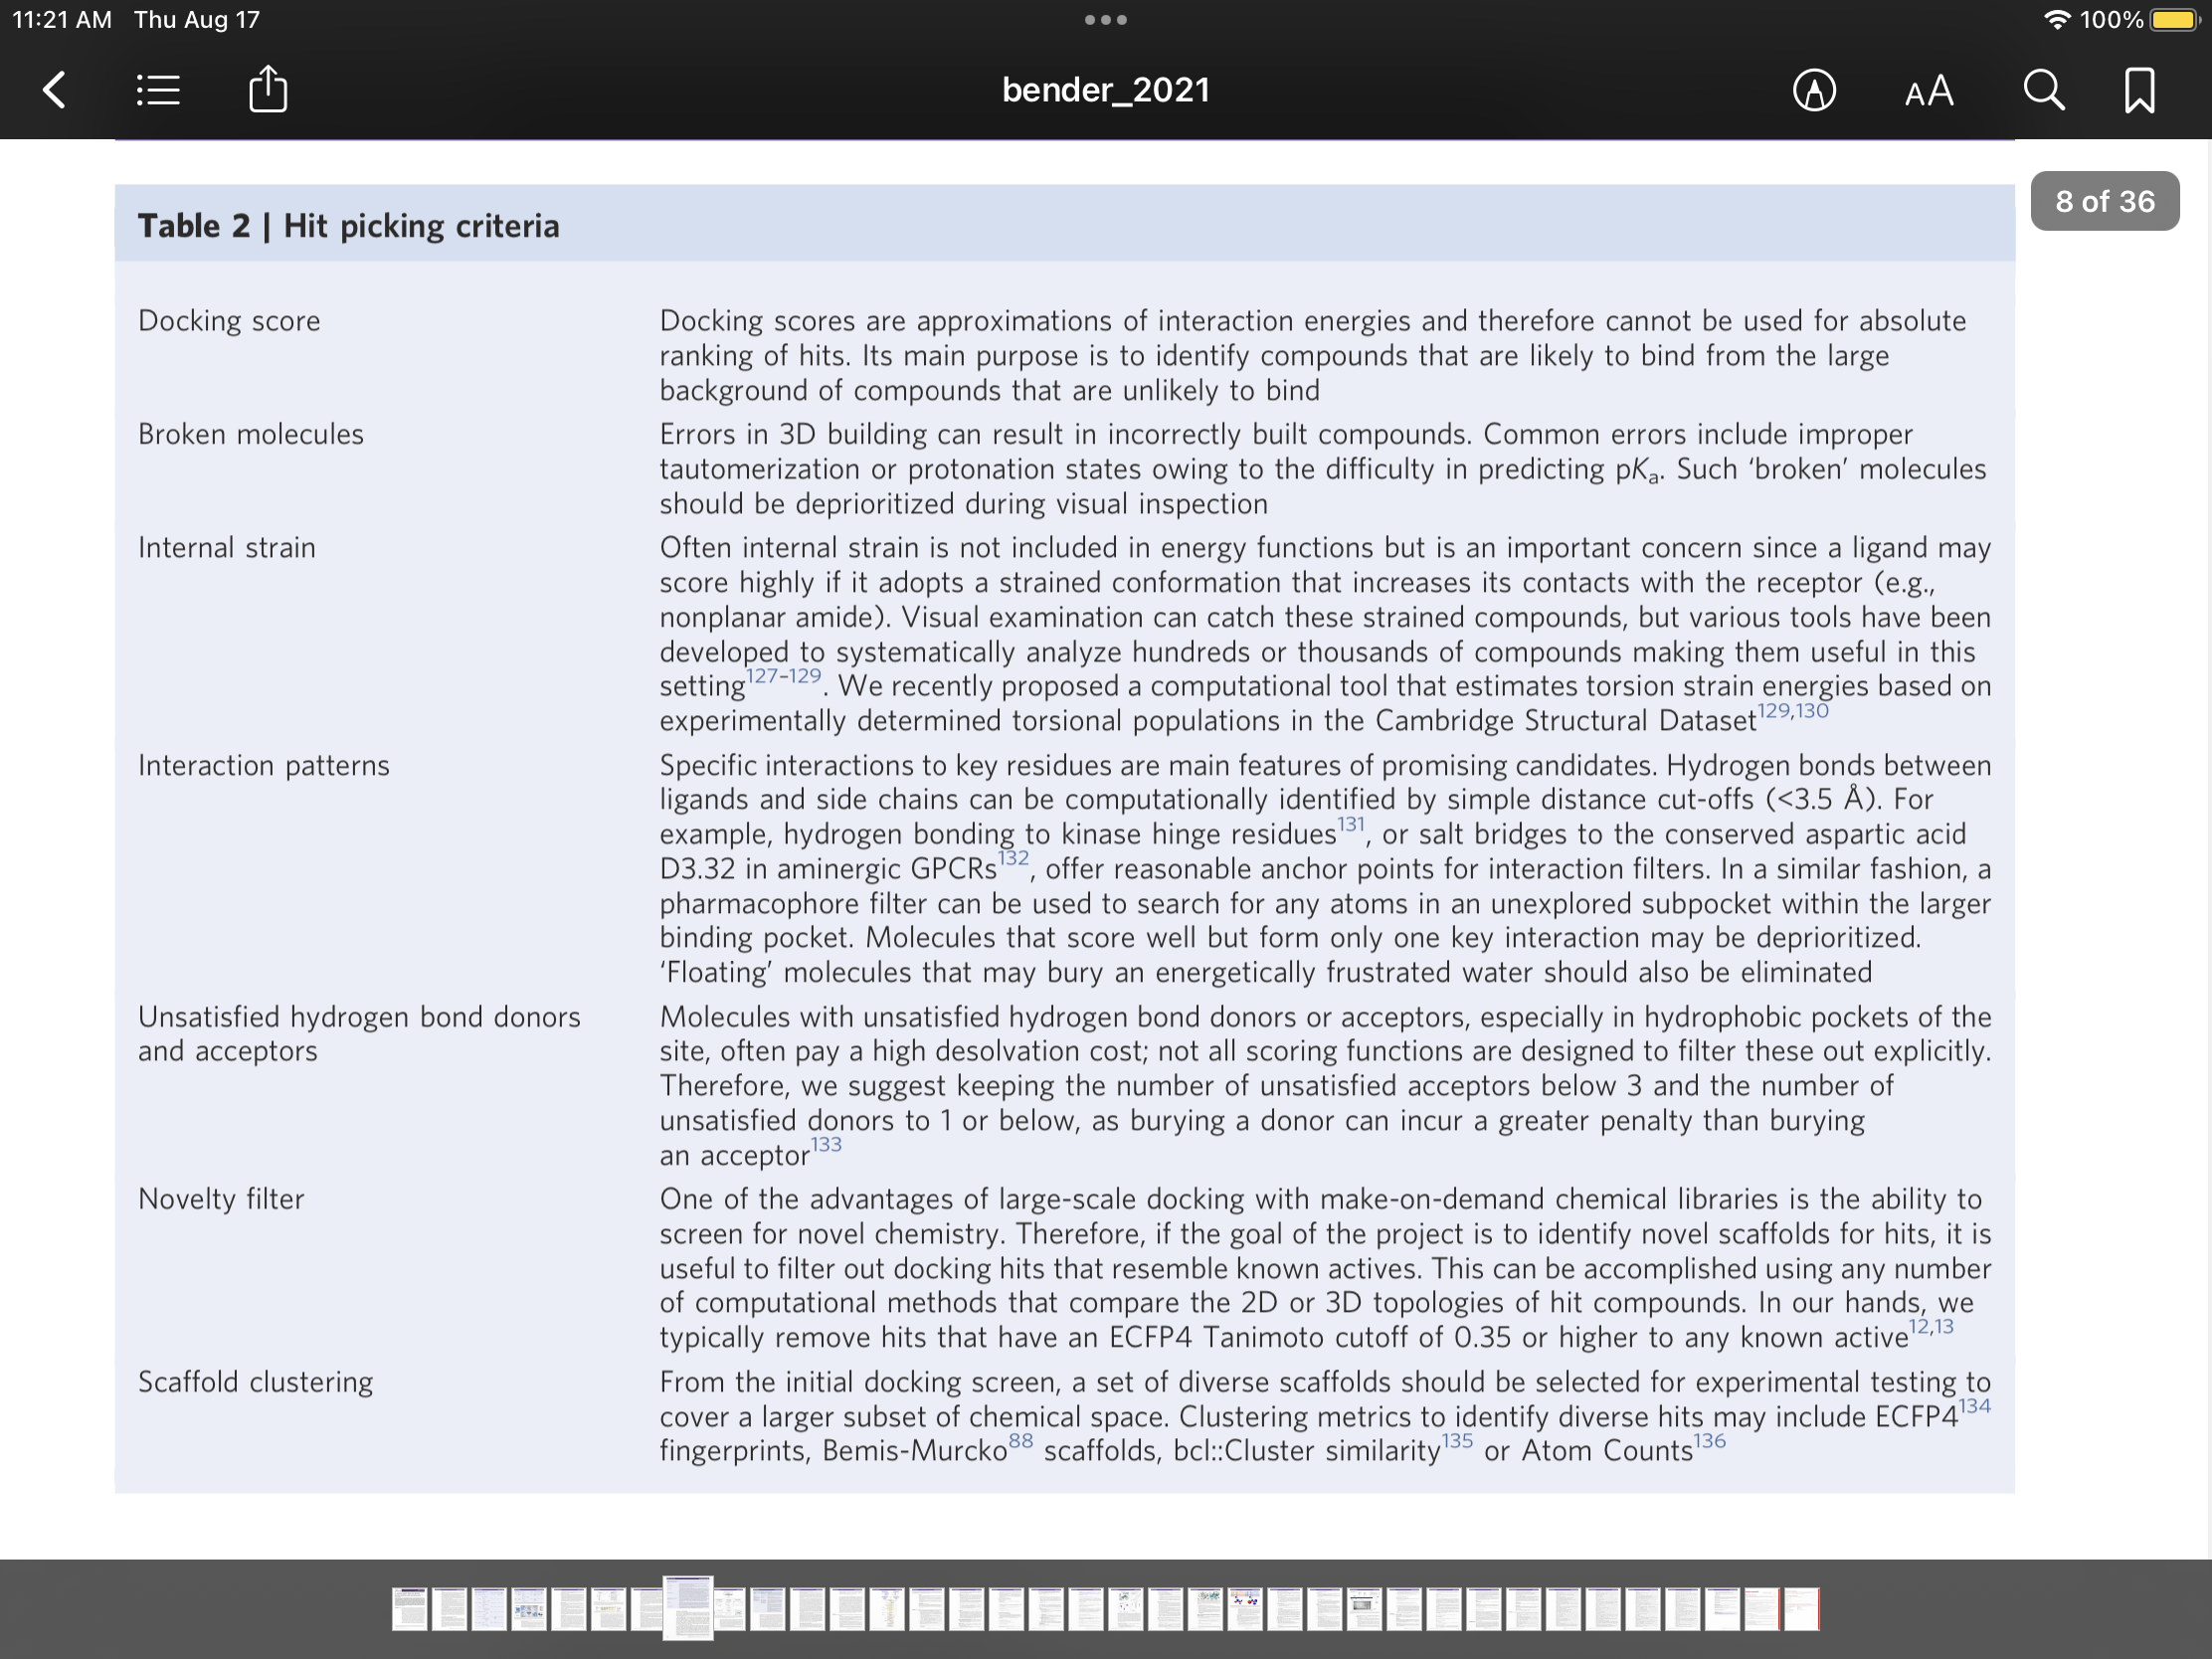 11:21 AM Thu Aug 17
100%
bender_2021
AA
8 of 36
Table 2 | Hit picking criteria
Docking score
Docking scores are approximations of interaction energies and therefore cannot be used for absolute
ranking of hits. Its main purpose is to identify compounds that are likely to bind from the large
background of compounds that are unlikely to bind
Broken molecules
Errors in 3D building can result in incorrectly built compounds. Common errors include improper
tautomerization or protonation states owing to the difficulty in predicting pKa. Such ‘broken’ molecules
should be deprioritized during visual inspection
Internal strain
Often internal strain is not included in energy functions but is an important concern since a ligand may
score highly if it adopts a strained conformation that increases its contacts with the receptor (e.g.,
nonplanar amide). Visual examination can catch these strained compounds, but various tools have been
developed to systematically analyze hundreds or thousands of compounds making them useful in this
setting127–129. We recently proposed a computational tool that estimates torsion strain energies based on
experimentally determined torsional populations in the Cambridge Structural Dataset129,130
Interaction patterns
Specific interactions to key residues are main features of promising candidates. Hydrogen bonds between
ligands and side chains can be computationally identified by simple distance cut-offs (<3.5 Å). For
example, hydrogen bonding to kinase hinge residues131, or salt bridges to the conserved aspartic acid
D3.32 in aminergic GPCRs132, offer reasonable anchor points for interaction filters. In a similar fashion, a
pharmacophore filter can be used to search for any atoms in an unexplored subpocket within the larger
binding pocket. Molecules that score well but form only one key interaction may be deprioritized.
‘Floating’ molecules that may bury an energetically frustrated water should also be eliminated
Unsatisfied hydrogen bond donors
and acceptors
Molecules with unsatisfied hydrogen bond donors or acceptors, especially in hydrophobic pockets of the
site, often pay a high desolvation cost; not all scoring functions are designed to filter these out explicitly.
Therefore, we suggest keeping the number of unsatisfied acceptors below 3 and the number of
unsatisfied donors to 1 or below, as burying a donor can incur a greater penalty than burying
an acceptor133
Novelty filter
One of the advantages of large-scale docking with make-on-demand chemical libraries is the ability to
screen for novel chemistry. Therefore, if the goal of the project is to identify novel scaffolds for hits, it is
useful to filter out docking hits that resemble known actives. This can be accomplished using any number
of computational methods that compare the 2D or 3D topologies of hit compounds. In our hands, we
typically remove hits that have an ECFP4 Tanimoto cutoff of 0.35 or higher to any known active12,13
Scaffold clustering
From the initial docking screen, a set of diverse scaffolds should be selected for experimental testing to
cover a larger subset of chemical space. Clustering metrics to identify diverse hits may include ECFP4134
fingerprints, Bemis-Murcko88 scaffolds, bcl::Cluster similarity135 or Atom Counts136